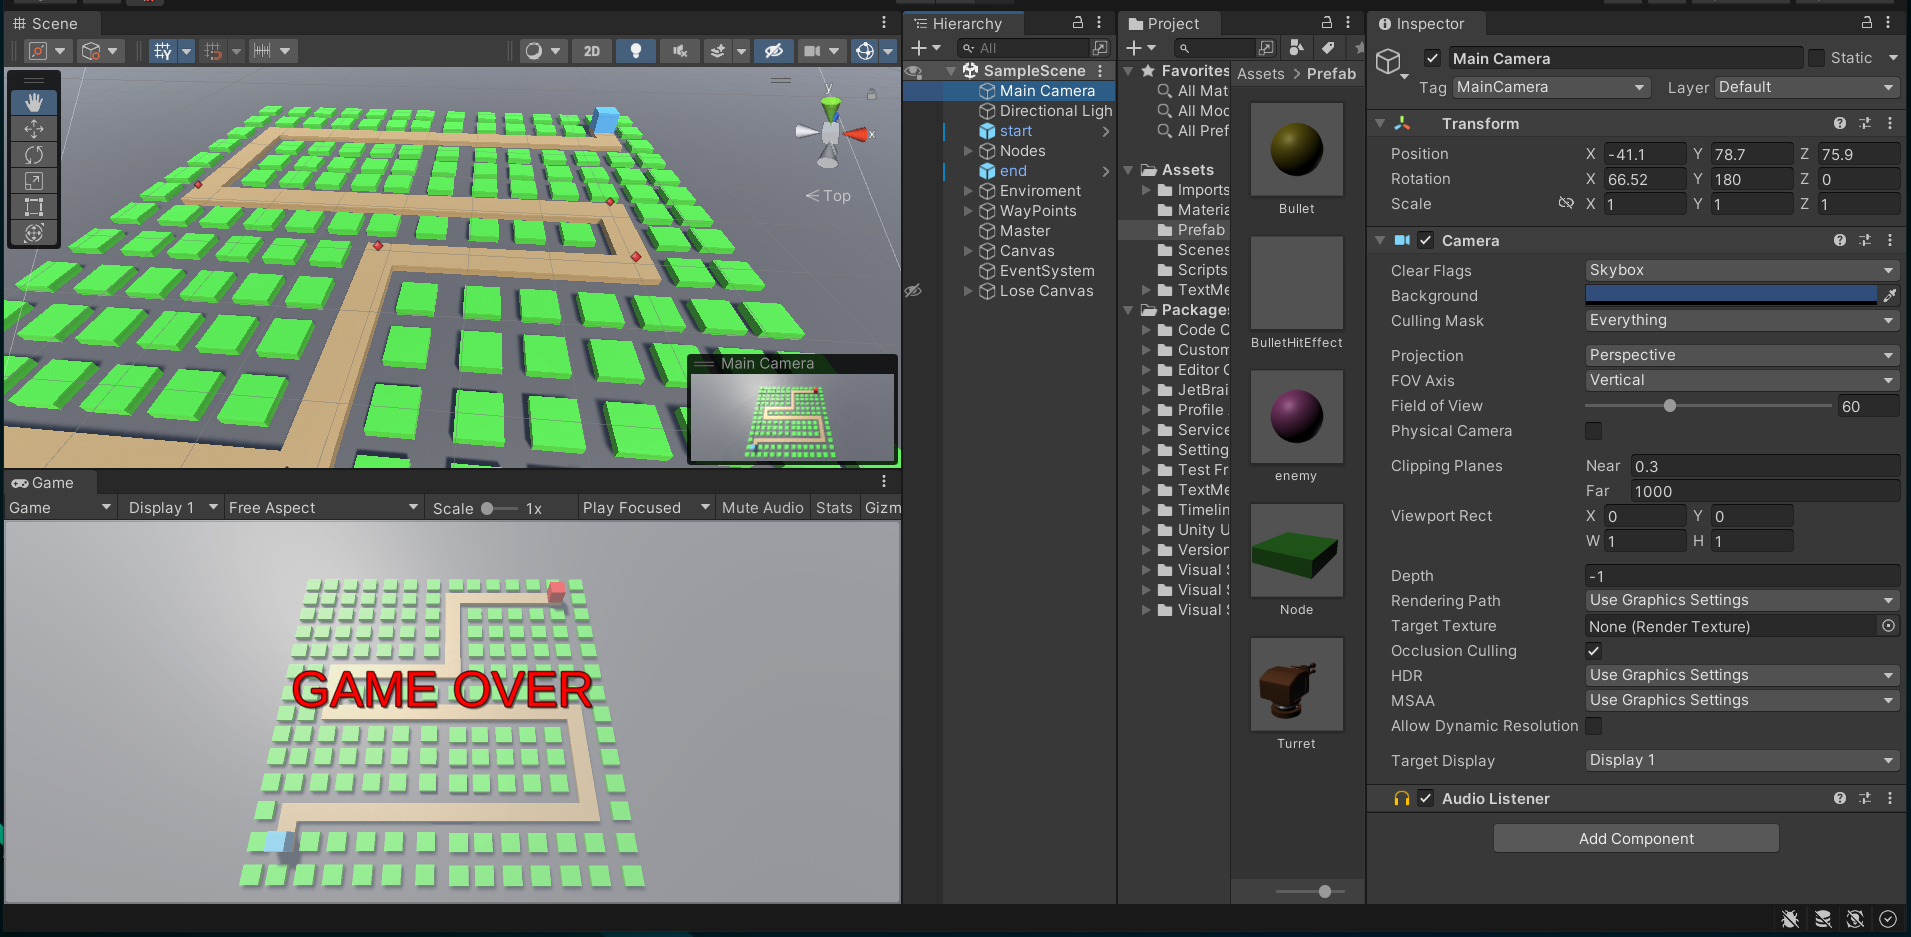 Scene
2D
y
x
Top
Main Camera
Game
Game
Display 1
Free Aspect
Scale
1x
Play Focused
Mute Audio
Stats
Gizm
GAME OVER
Hierarchy
All
SampleScene
Main Camera
Directional Ligh
start
Nodes
end
Enviroment
WayPoints
Master
Canvas
EventSystem
Lose Canvas
Project
Favorites
All Mat
All Mod
All Pref
Assets
Imports
Materia
Prefab
Scenes
Scripts
TextMe
Packages
Code C
Custom
Editor C
JetBrai
Profile
Service
Setting
Test Fr
TextMe
Timelin
Unity U
Version
Visual S
Visual S
Visual S
Assets > Prefab
Bullet
BulletHitEffect
enemy
Node
Turret
Inspector
Main Camera
Static
Tag MainCamera
Layer Default
Transform
Position X -41.1 Y 78.7 Z 75.9
Rotation X 66.52 Y 180 Z 0
Scale X 1 Y 1 Z 1
Camera
Clear Flags Skybox
Background
Culling Mask Everything
Projection Perspective
FOV Axis Vertical
Field of View 60
Physical Camera
Clipping Planes Near 0.3
Far 1000
Viewport Rect X 0 Y 0
W 1 H 1
Depth -1
Rendering Path Use Graphics Settings
Target Texture None (Render Texture)
Occlusion Culling
HDR Use Graphics Settings
MSAA Use Graphics Settings
Allow Dynamic Resolution
Target Display Display 1
Audio Listener
Add Component